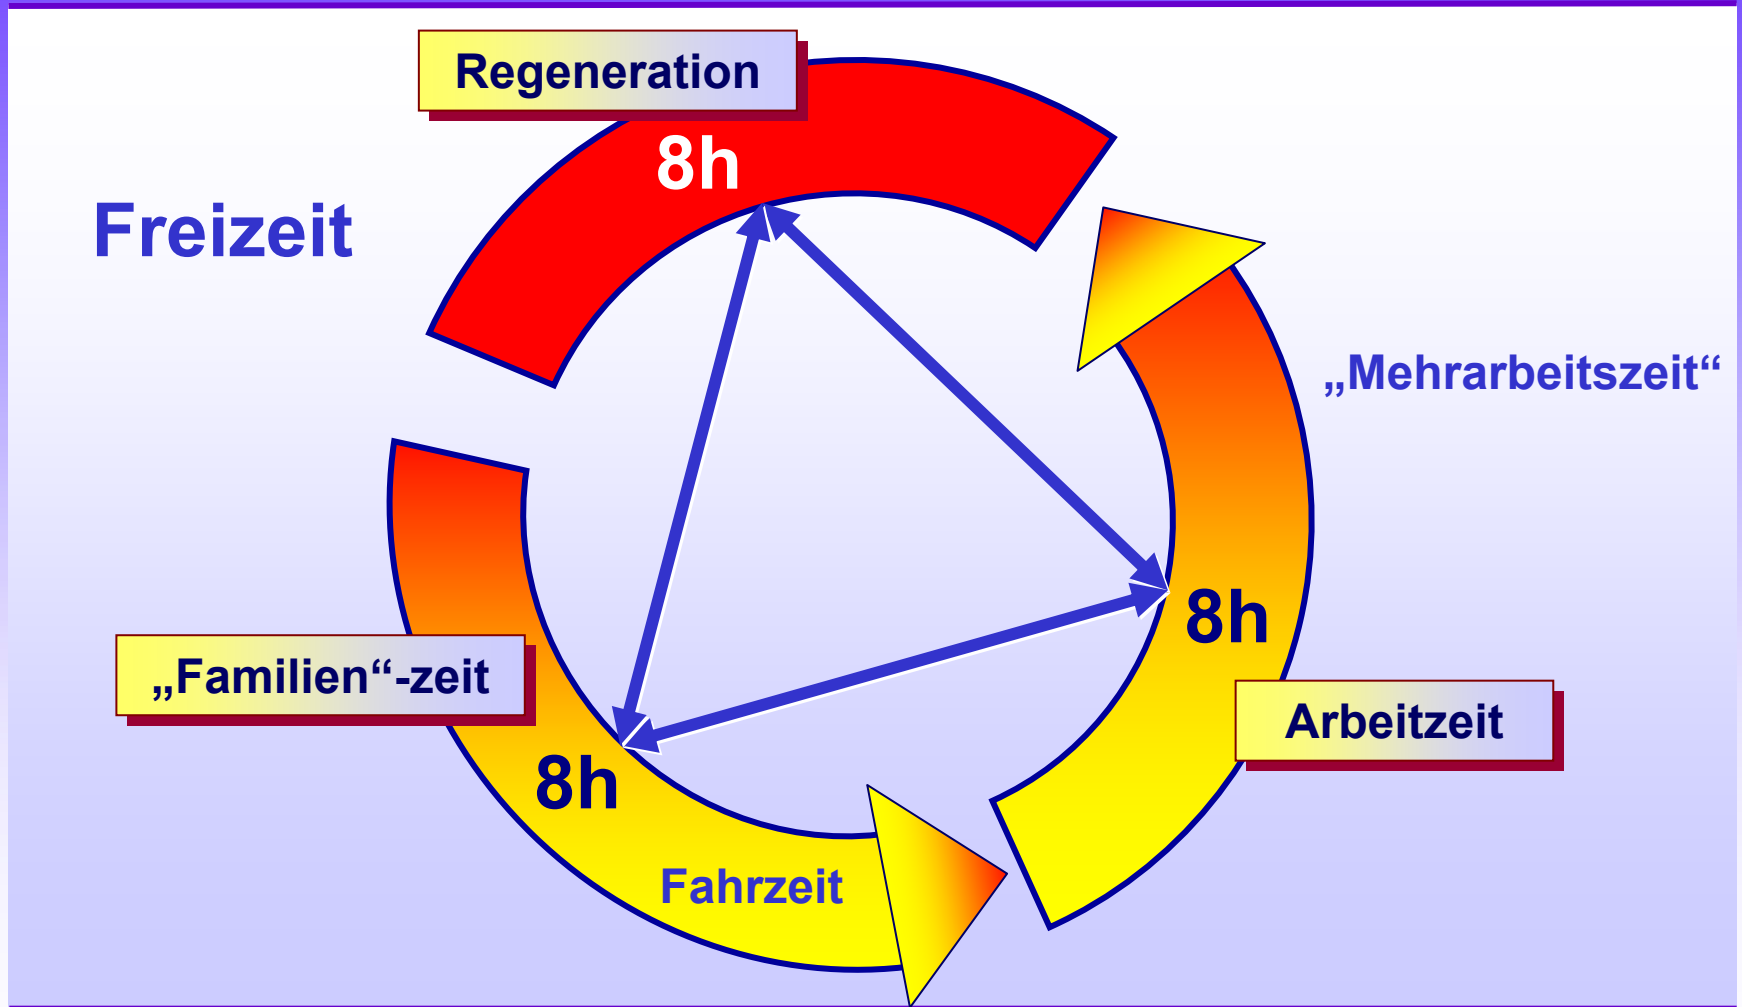 Regeneration
8h
Freizeit
„Mehrarbeitszeit“
8h
„Familien“-zeit
Arbeitzeit
8h
Fahrzeit